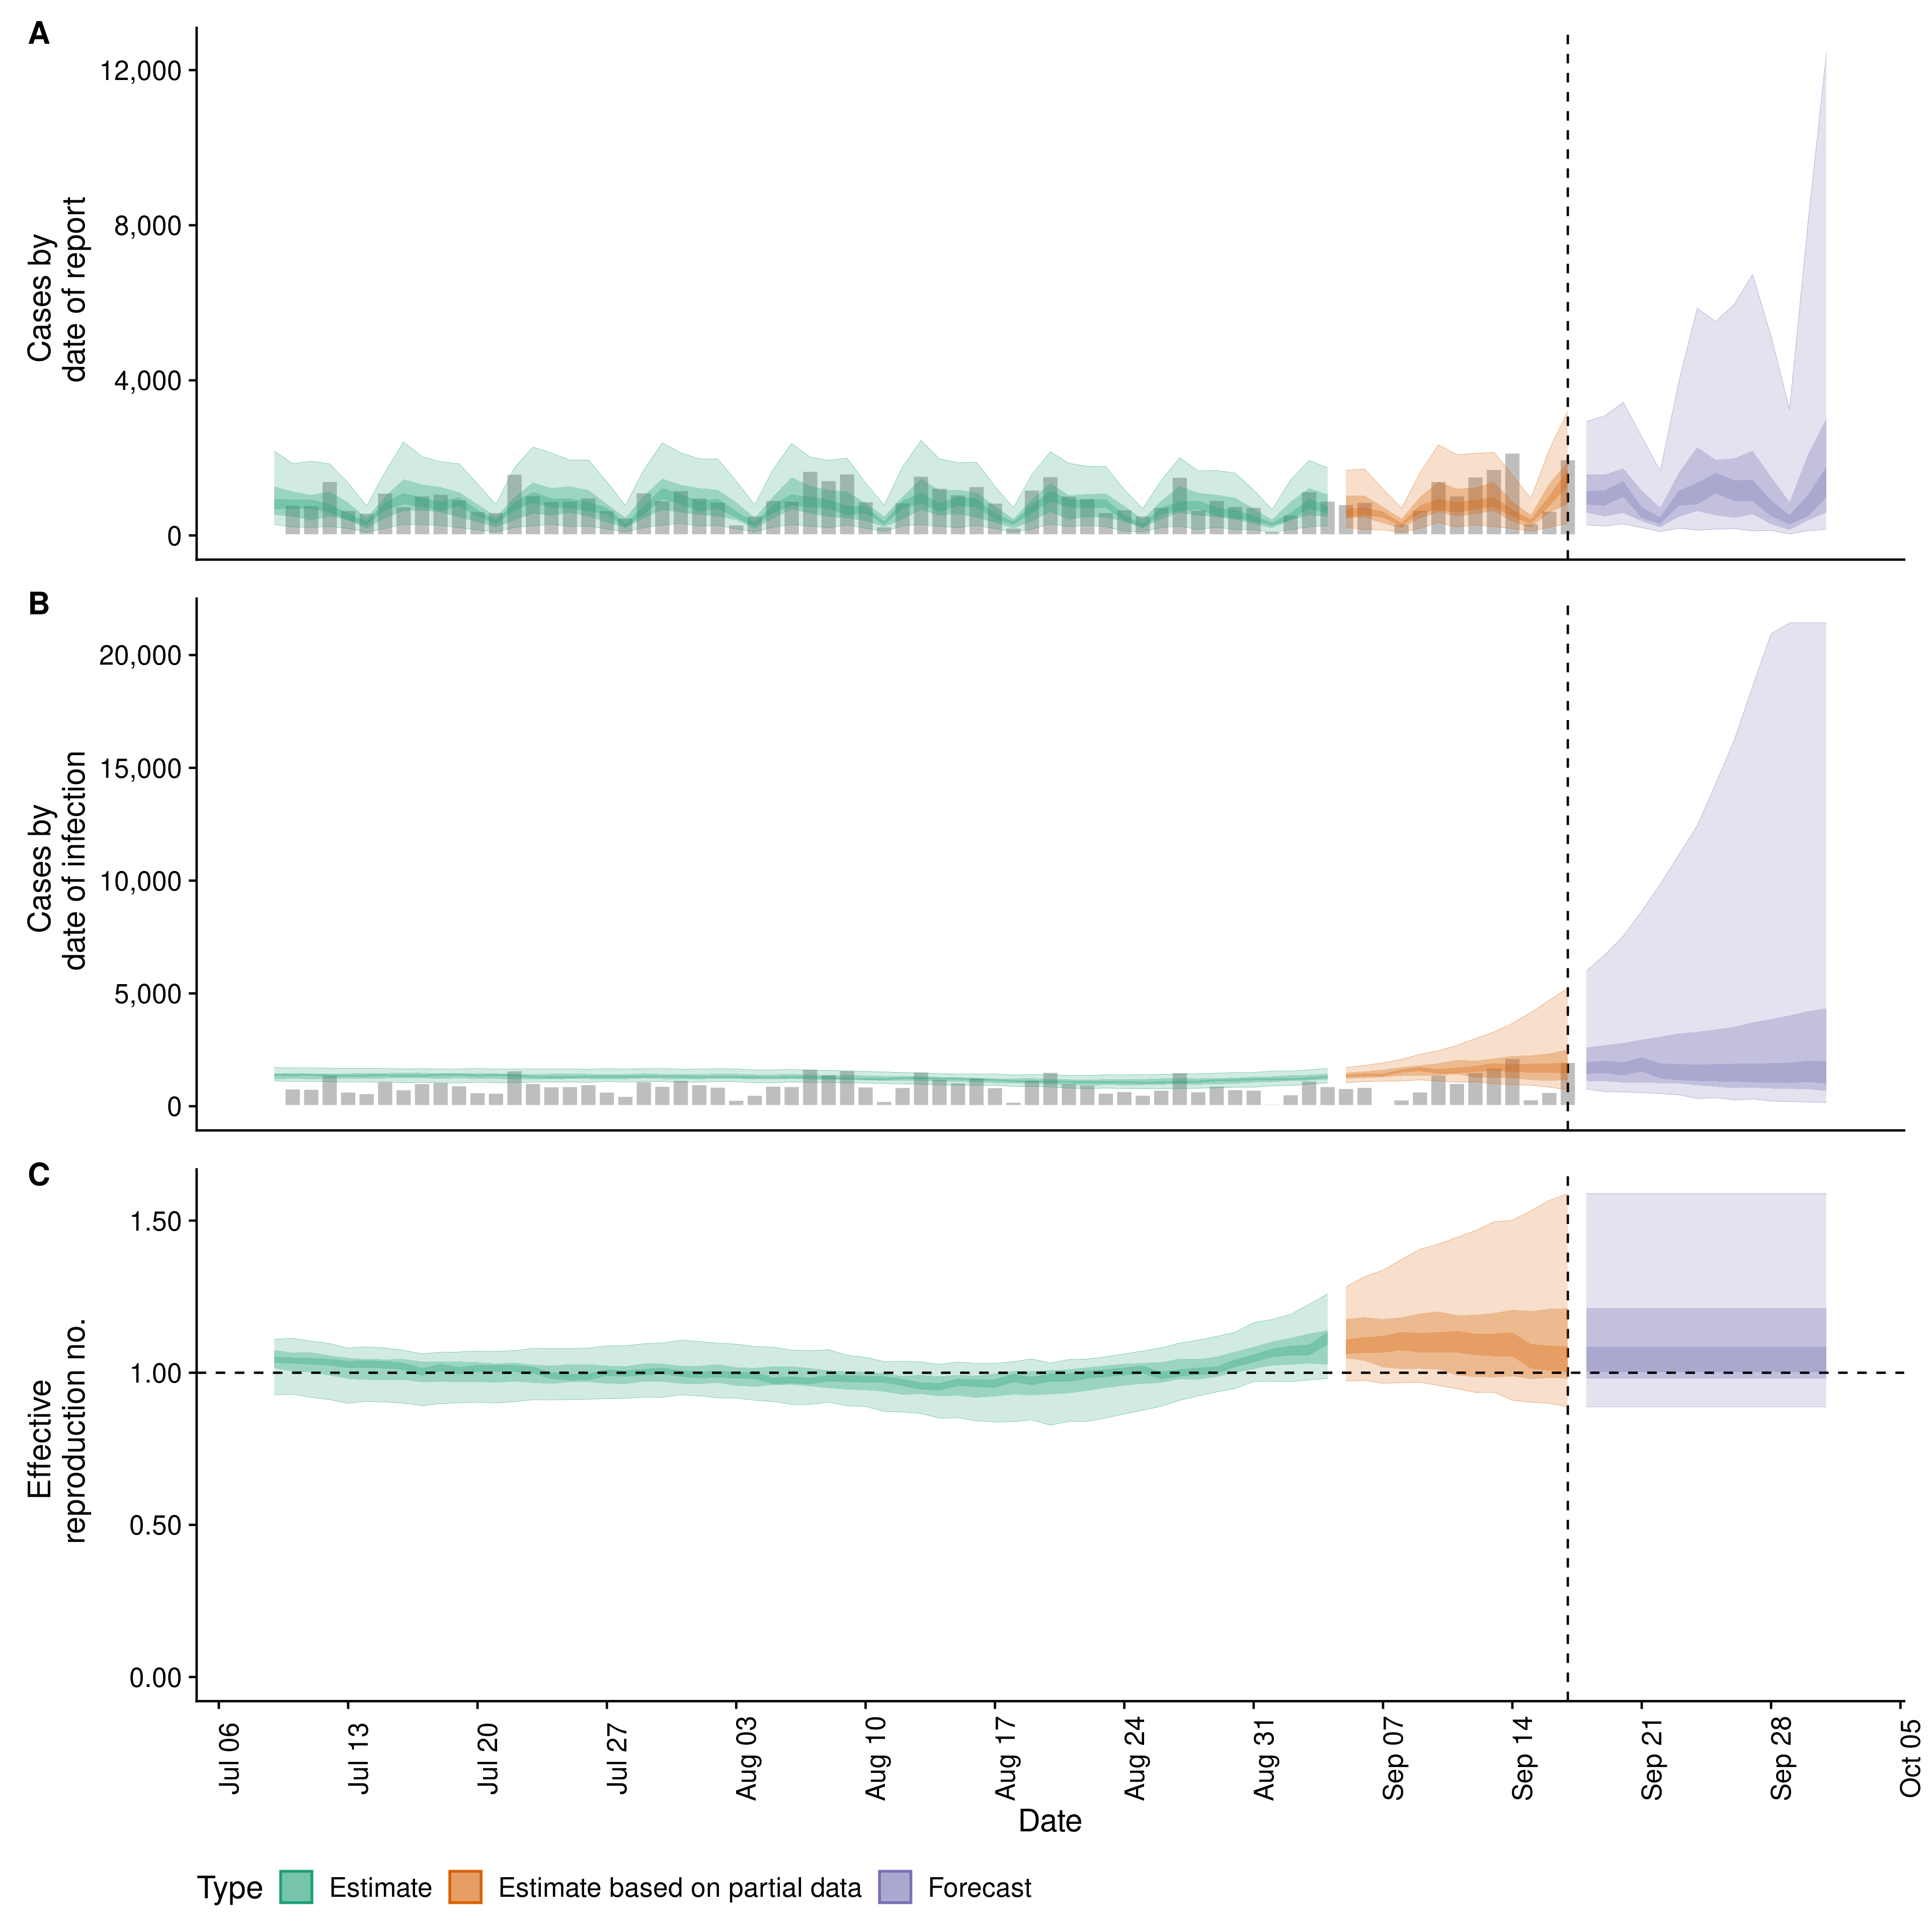 A
12,000
8,000
4,000
0
Cases by
date of report
B
20,000
15,000
10,000
5,000
0
Cases by
date of infection
C
1.50
1.00
0.50
0.00
Effective
reproduction no.
Jul 06
Jul 13
Jul 20
Jul 27
Aug 03
Aug 10
Aug 17
Aug 24
Aug 31
Sep 07
Sep 14
Sep 21
Sep 28
Oct 05
Date
Type Estimate Estimate based on partial data Forecast